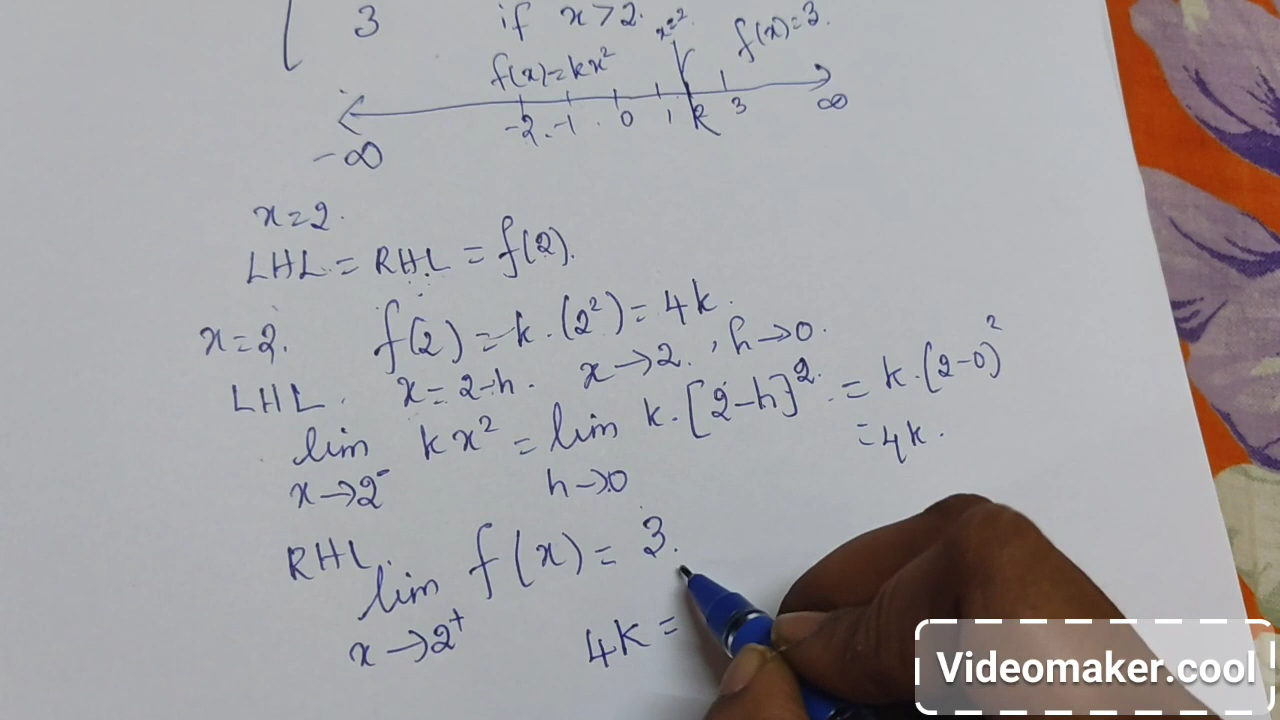 3 if x>2.
x=2
f(x)=kx² f(x)=3.
-2 -1 0 1 2 3 ∞
-∞
x=2.
LHL = RHL = f(2).
x=2. f(2) = k.(2²) = 4k.
LHL. x=2-h. x→2., h→0.
lim kx² = lim k.[2-h]². = k.(2-0)²
x→2⁻ h→0 =4k.
RHL.
lim f(x) = 3.
x→2⁺ 4k =
Videomaker.cool